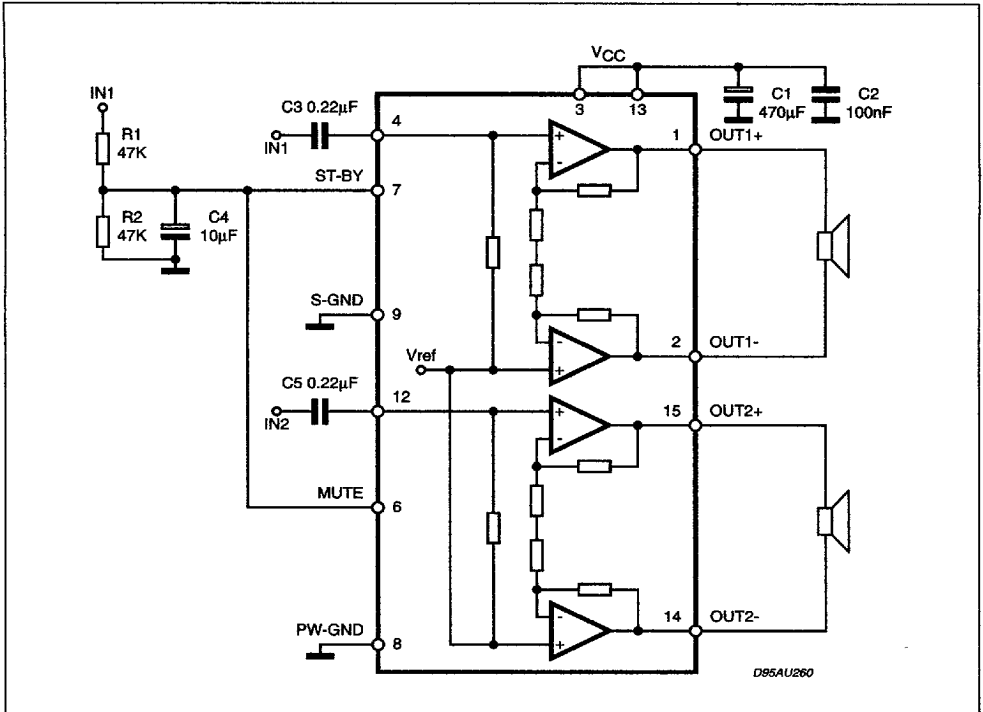 VCC
IN1
C3 0.22µF
3
13
C1
470µF
C2
100nF
R1
47K
IN1
4
+
-
1
OUT1+
ST-BY
7
R2
47K
C4
10µF
S-GND
9
-
+
2
OUT1-
Vref
C5 0.22µF
12
IN2
+
-
15
OUT2+
MUTE
6
-
+
14
OUT2-
PW-GND
8
D95AU260